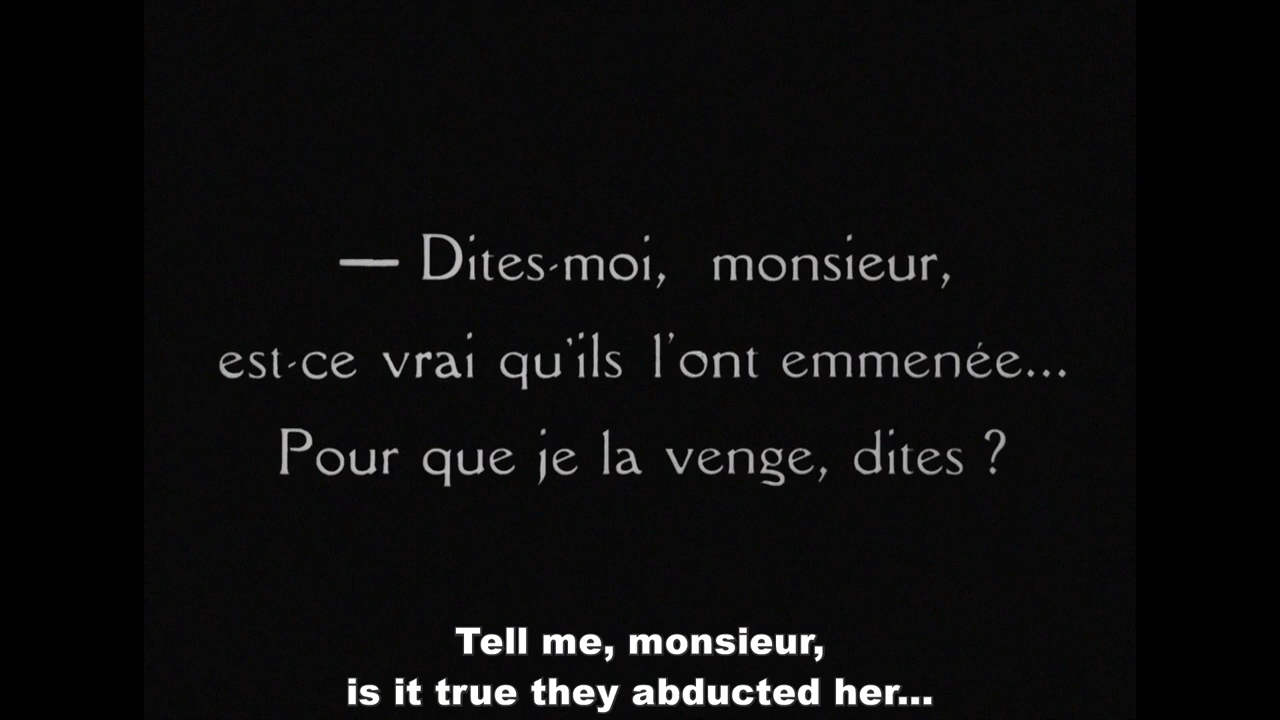 — Dites-moi, monsieur,
est-ce vrai qu'ils l'ont emmenée...
Pour que je la venge, dites ?
Tell me, monsieur,
is it true they abducted her...